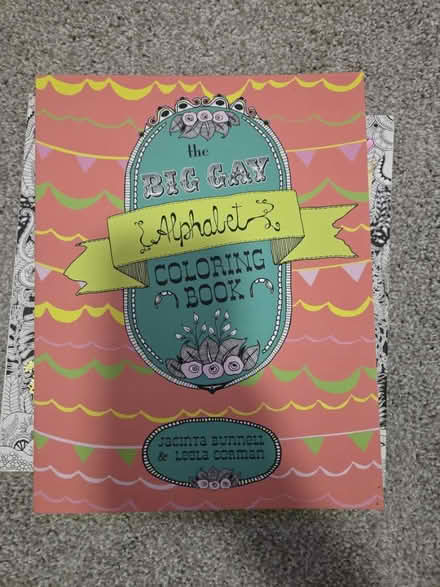 the
BIG GAY
Alphabet
COLORING
BOOK
Jacinta Bunnell
& Leela Corman